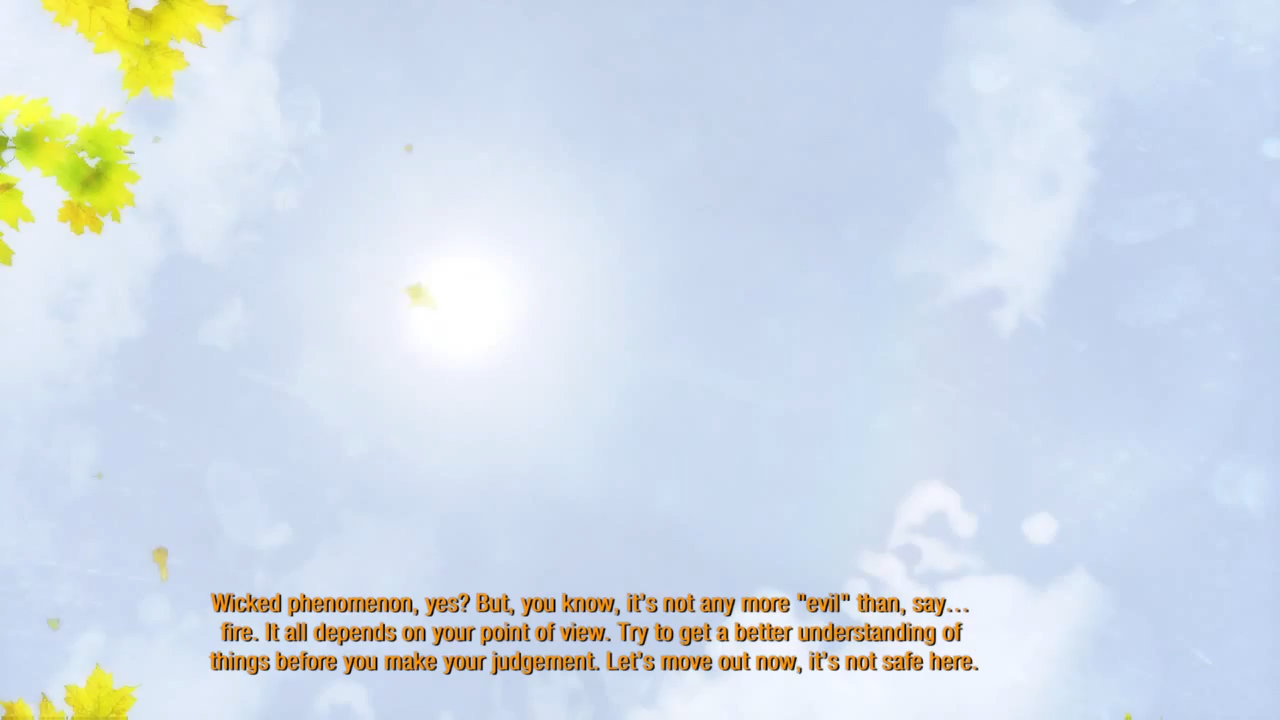 Wicked phenomenon, yes? But, you know, it's not any more "evil" than, say...
fire. It all depends on your point of view. Try to get a better understanding of
things before you make your judgement. Let's move out now, it's not safe here.